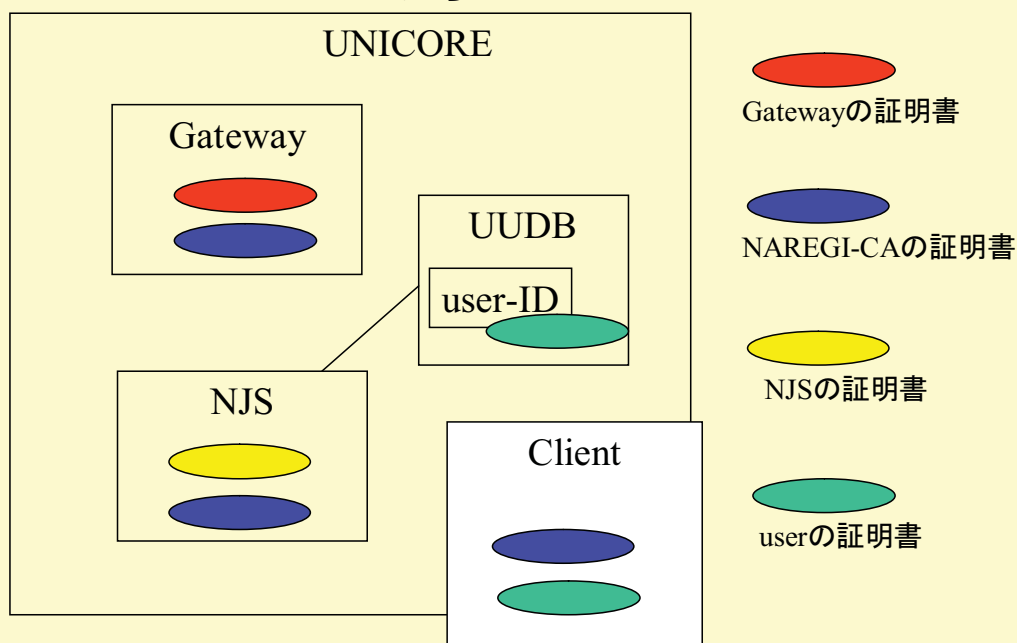 UNICORE
Gateway
Gatewayの証明書
UUDB
user-ID
NAREGI-CAの証明書
NJS
NJSの証明書
Client
userの証明書